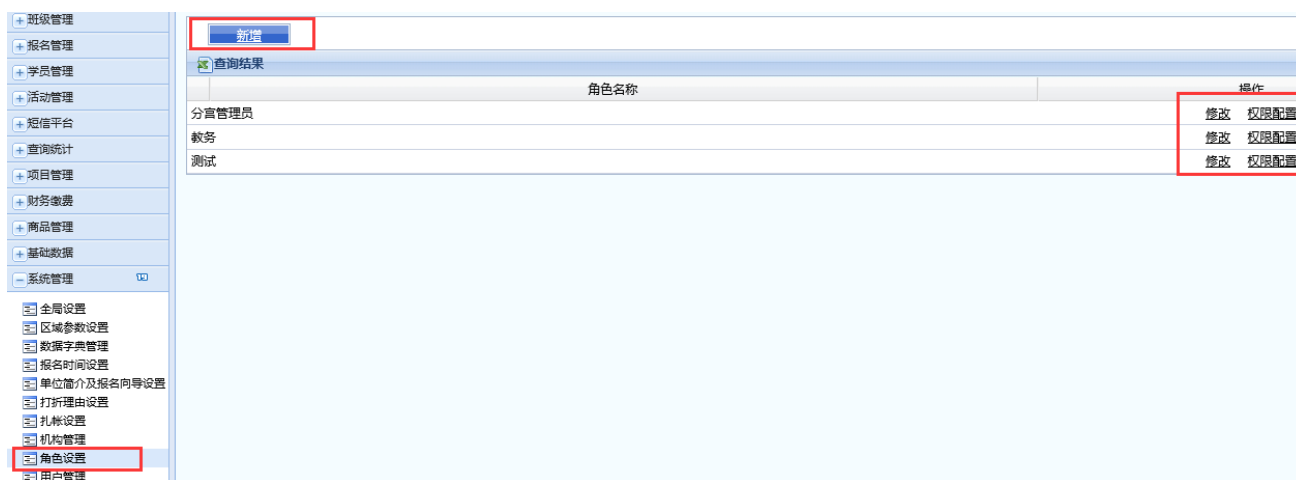 班级管理
报名管理
学员管理
活动管理
短信平台
查询统计
项目管理
财务缴费
商品管理
基础数据
系统管理
全局设置
区域参数设置
数据字典管理
报名时间设置
单位简介及报名向导设置
打折理由设置
扎帐设置
机构管理
角色设置
用户管理
新增
查询结果
角色名称 操作
分宫管理员 修改 权限配置
教务 修改 权限配置
测试 修改 权限配置